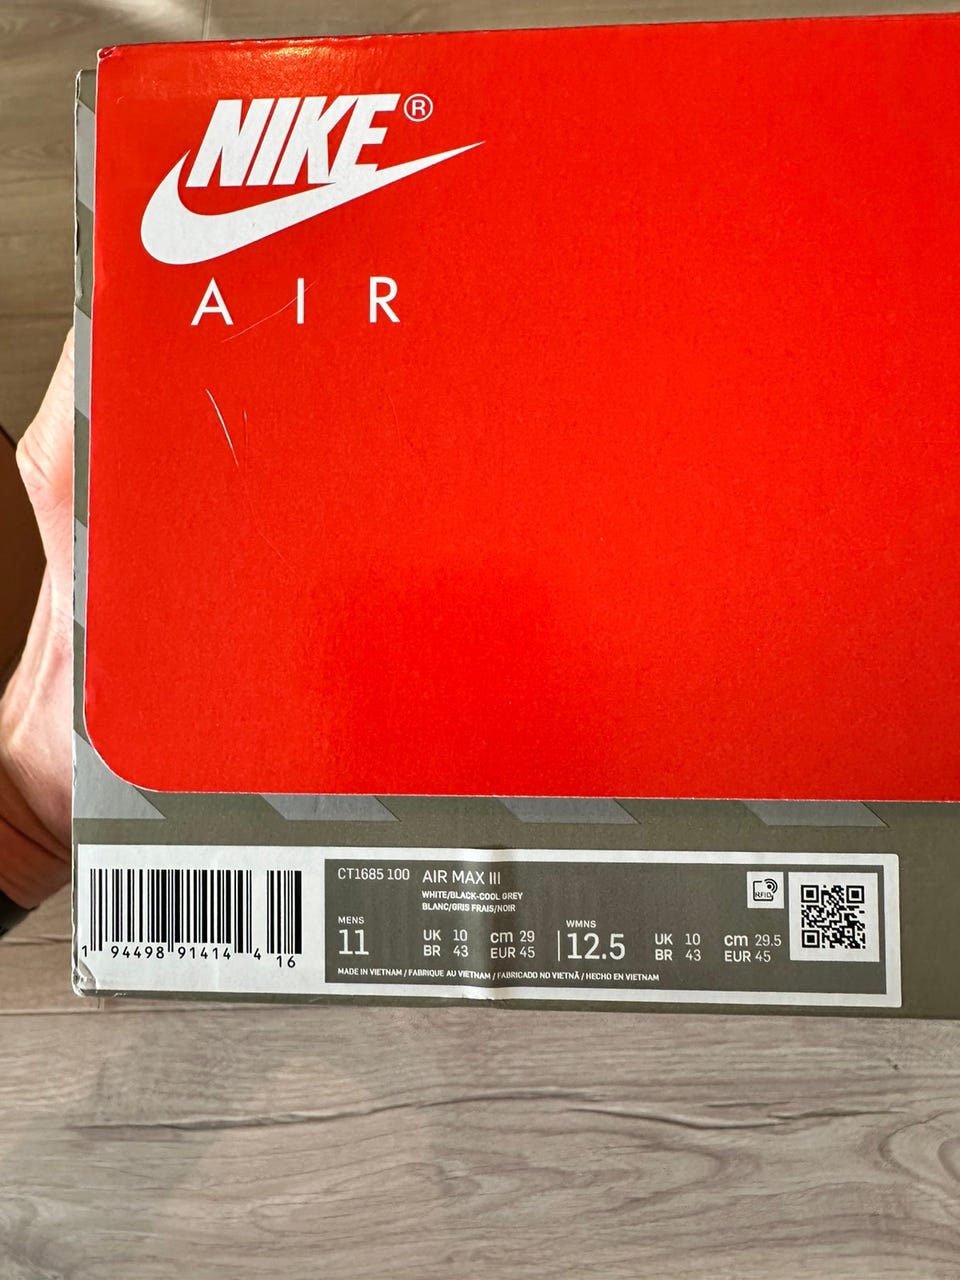 NIKE®
AIR
CT1685 100 AIR MAX III
WHITE/BLACK-COOL GREY
BLANC/GRIS FRAIS/NOIR
MENS
11
UK 10 cm 29
BR 43 EUR 45
WMNS
12.5
UK 10 cm 29.5
BR 43 EUR 45
MADE IN VIETNAM / FABRIQUE AU VIETNAM / FABRICADO NO VIETNÃ / HECHO EN VIETNAM
RFID
1 94498 91414 4
16